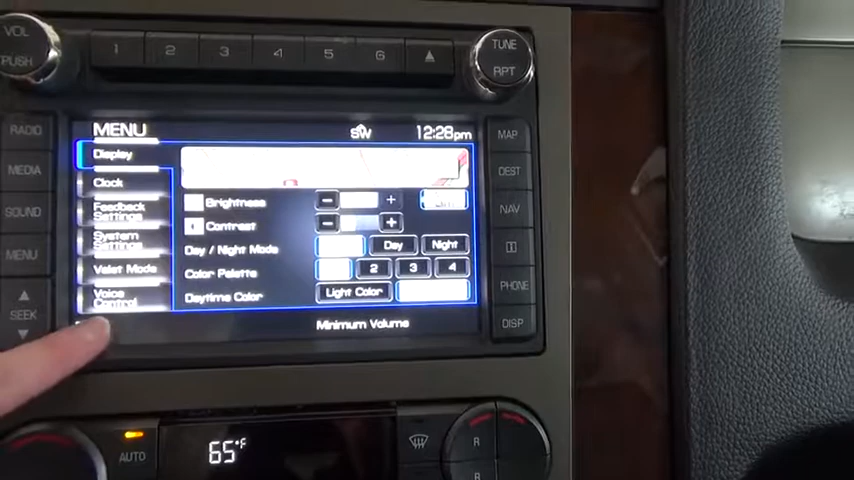 VOL
PUSH
1 2 3 4 5 6
TUNE
RPT
RADIO
MEDIA
SOUND
MENU
SEEK
MENU SW 12:28pm
Display
Clock
Feedback
Settings
System
Settings
Valet Mode
Voice
Control
Brightness - +
Contrast - +
Day / Night Mode Day Night
Color Palette 2 3 4
Daytime Color Light Color
Minimum Volume
MAP
DEST
NAV
PHONE
DISP
AUTO
65°F
R
R